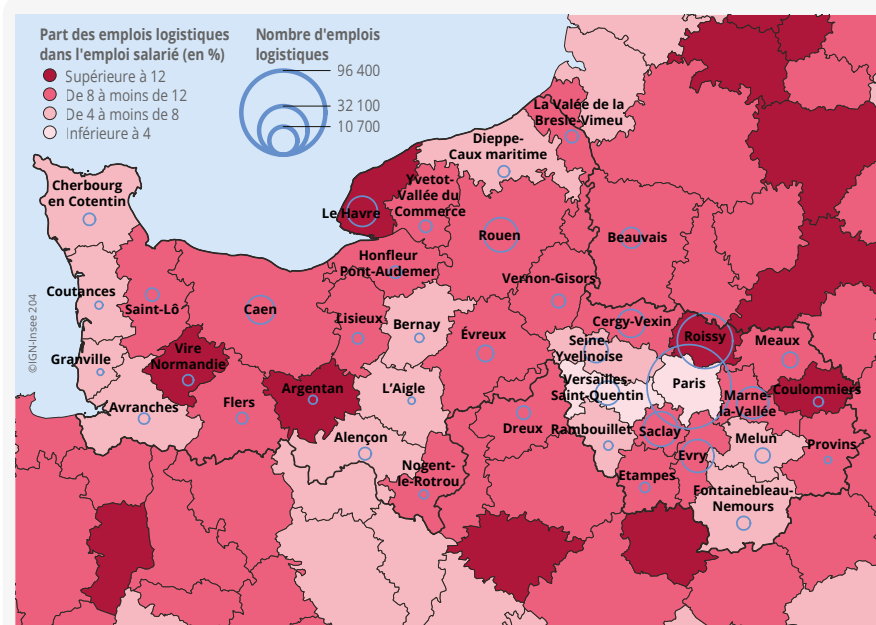 Part des emplois logistiques
dans l'emploi salarié (en %)
Supérieure à 12
De 8 à moins de 12
De 4 à moins de 8
Inférieure à 4
Nombre d'emplois
logistiques
96 400
32 100
10 700
La Valée de la
Bresle-Vimeu
Dieppe-
Caux maritime
Cherbourg
en Cotentin
Yvetot-
Vallée du
Commerce
Le Havre
Rouen
Beauvais
Honfleur
Pont-Audemer
Vernon-Gisors
Coutances
Saint-Lô
Caen
Lisieux
Bernay
Évreux
Cergy-Vexin
Roissy
Meaux
Seine-
Yvelinoise
Granville
Vire
Normandie
Argentan
L'Aigle
Versailles-
Saint-Quentin
Paris
Marne-
la-Vallée
Coulommiers
Avranches
Flers
Dreux
Rambouillet
Saclay
Melun
Provins
Alençon
Nogent-
le-Rotrou
Evry
Etampes
Fontainebleau-
Nemours
©IGN-Insee 204